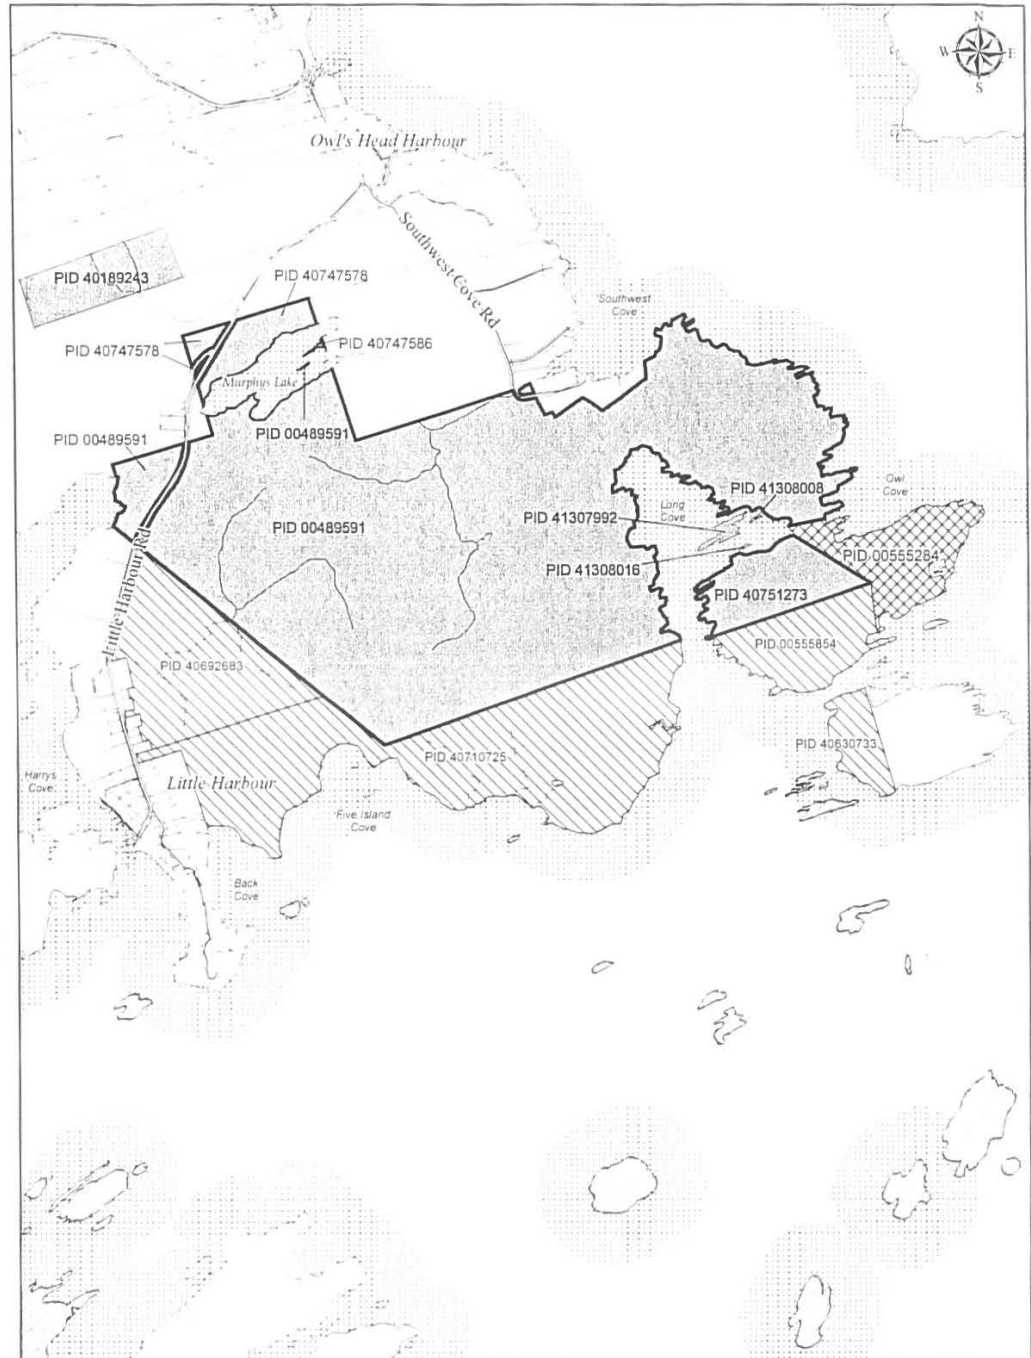 N
W E
S
Owl's Head Harbour
Southwest Cove Rd
PID 40189243
PID 40747578
Southwest
Cove
PID 40747578
PID 40747586
Murphys Lake
PID 00489591
PID 00489591
Owl
Cove
PID 41308008
Long
Cove
PID 41307992
PID 00489591
PID 00555284
PID 41308016
PID 40751273
Little Harbour Rd
PID 00555854
PID 40692683
PID 40630733
PID 40710725
Harrys
Cove
Little Harbour
Five Island
Cove
Back
Cove